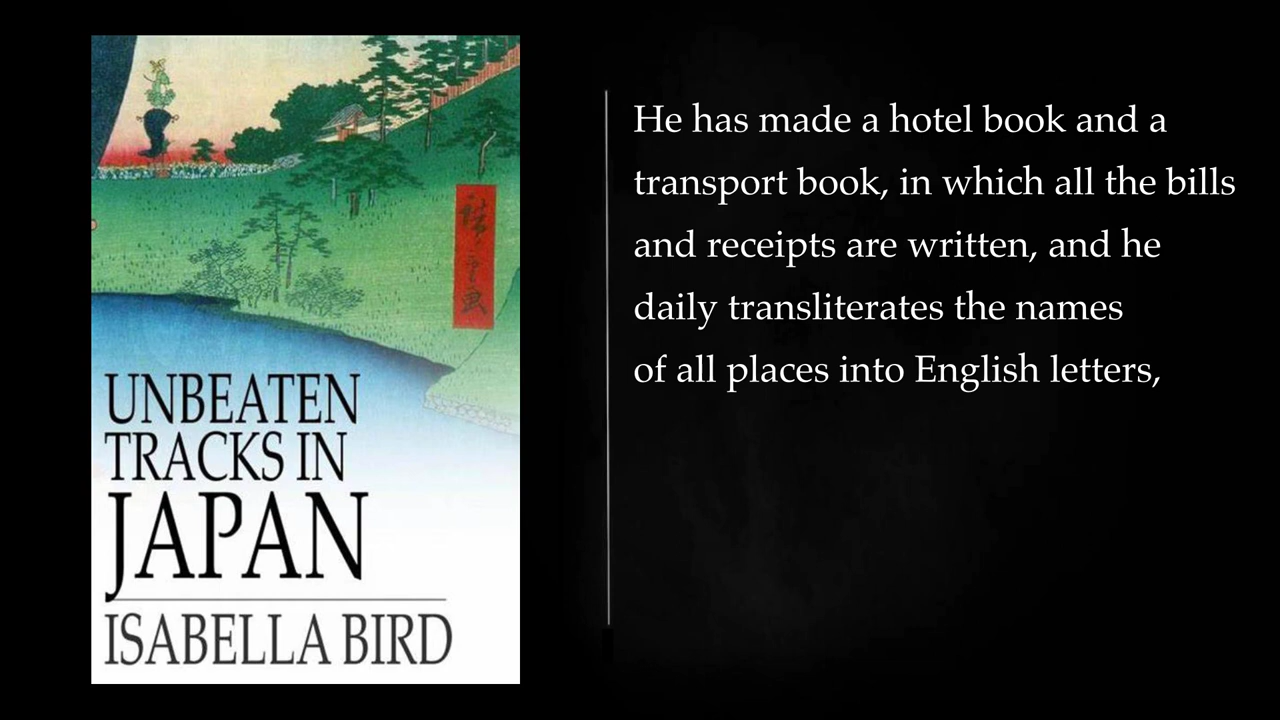 UNBEATEN
TRACKS IN
JAPAN
ISABELLA BIRD
He has made a hotel book and a
transport book, in which all the bills
and receipts are written, and he
daily transliterates the names
of all places into English letters,